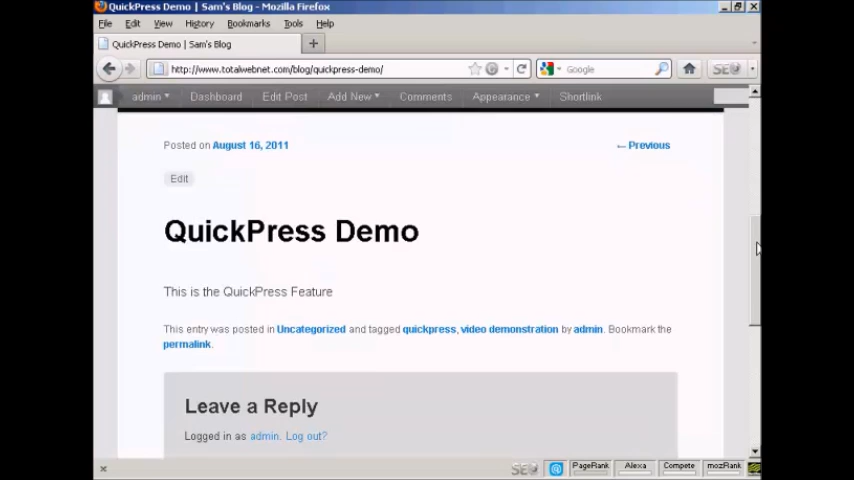 QuickPress Demo | Sam's Blog - Mozilla Firefox
File Edit View History Bookmarks Tools Help
QuickPress Demo | Sam's Blog
http://www.totalwebnet.com/blog/quickpress-demo/
Google
SEO
admin Dashboard Edit Post Add New Comments Appearance Shortlink
Posted on August 16, 2011
← Previous
Edit
QuickPress Demo
This is the QuickPress Feature
This entry was posted in Uncategorized and tagged quickpress, video demonstration by admin. Bookmark the
permalink.
Leave a Reply
Logged in as admin. Log out?
SEO PageRank Alexa Compete mozRank